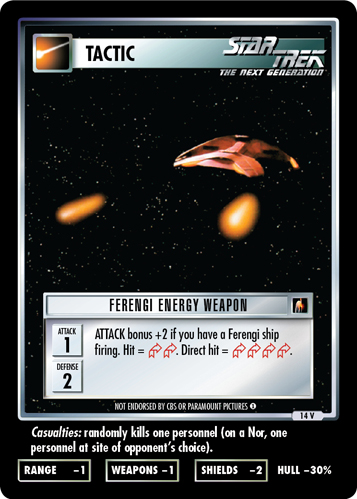 TACTIC
STAR TREK
THE NEXT GENERATION
FERENGI ENERGY WEAPON
ATTACK
1
DEFENSE
2
ATTACK bonus +2 if you have a Ferengi ship
firing. Hit = . Direct hit = .
NOT ENDORSED BY CBS OR PARAMOUNT PICTURES
14 V
Casualties: randomly kills one personnel (on a Nor, one
personnel at site of opponent's choice).
RANGE –1 WEAPONS –1 SHIELDS –2 HULL –30%